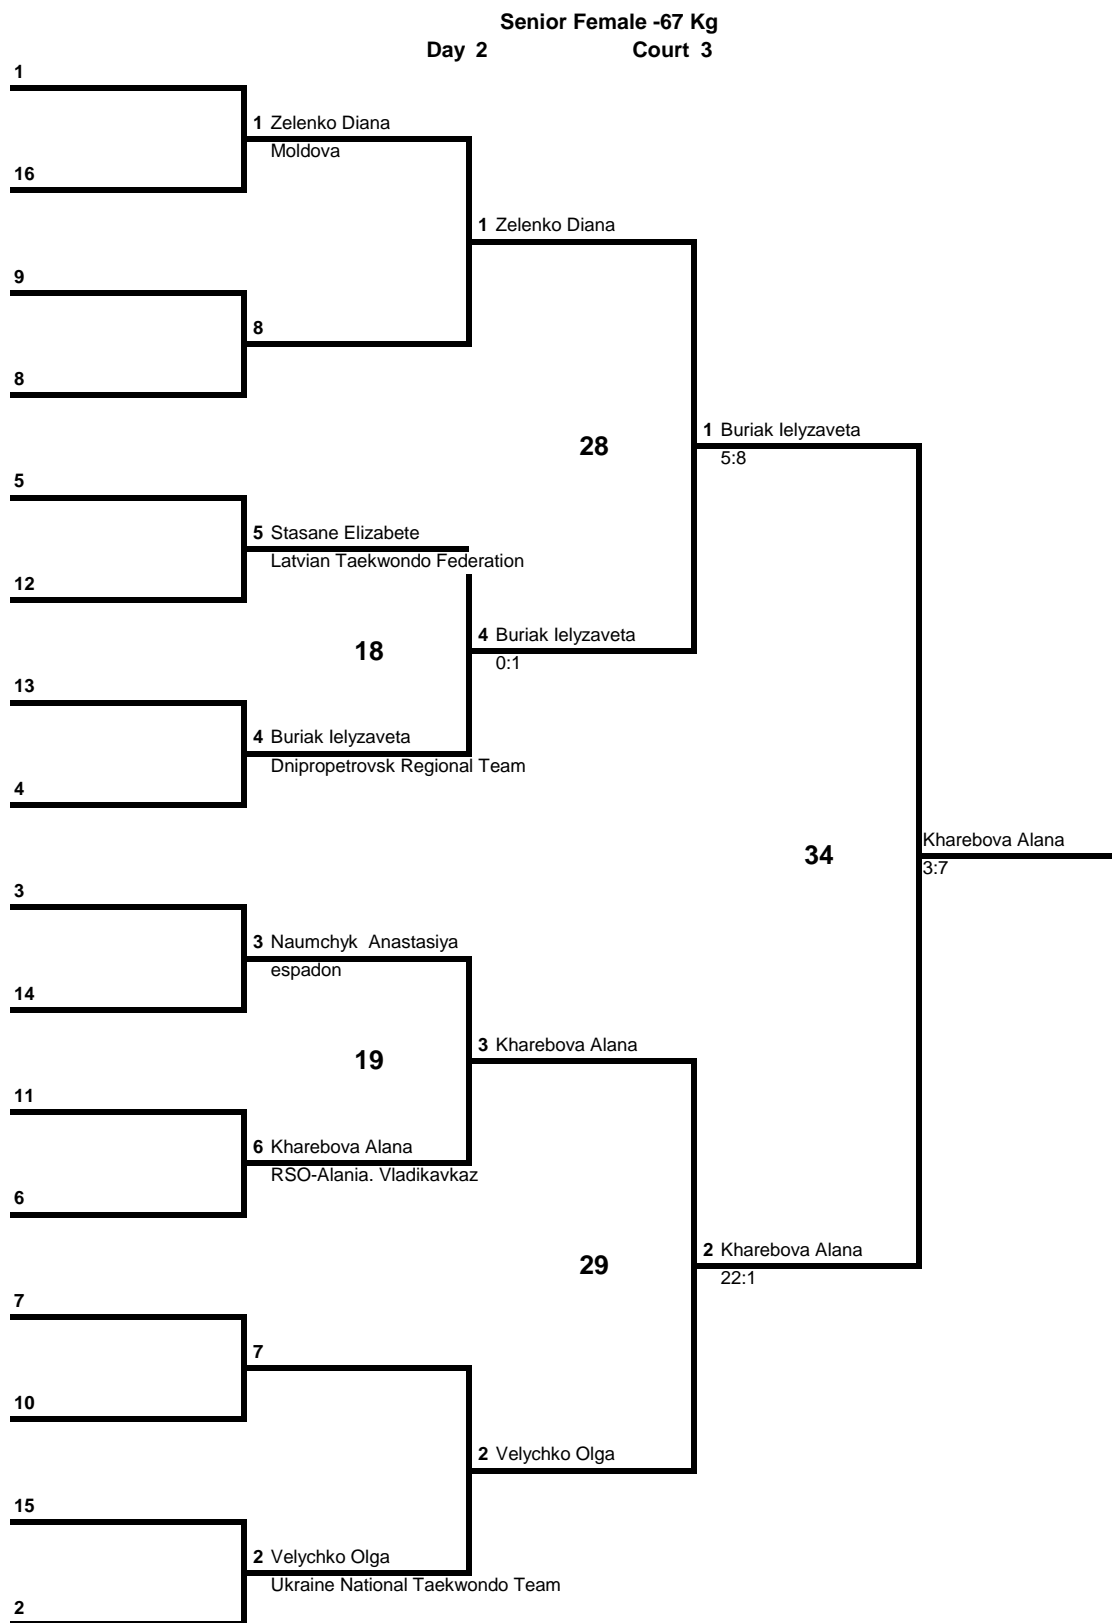 Senior Female -67 Kg
Day 2 Court 3
1
1 Zelenko Diana
Moldova
16
1 Zelenko Diana
9
8
8
28
1 Buriak Ielyzaveta
5:8
5
5 Stasane Elizabete
Latvian Taekwondo Federation
12
18
4 Buriak Ielyzaveta
0:1
13
4 Buriak Ielyzaveta
Dnipropetrovsk Regional Team
4
34
Kharebova Alana
3:7
3
3 Naumchyk Anastasiya
espadon
14
19
3 Kharebova Alana
11
6 Kharebova Alana
RSO-Alania. Vladikavkaz
6
29
2 Kharebova Alana
22:1
7
7
10
2 Velychko Olga
15
2 Velychko Olga
Ukraine National Taekwondo Team
2